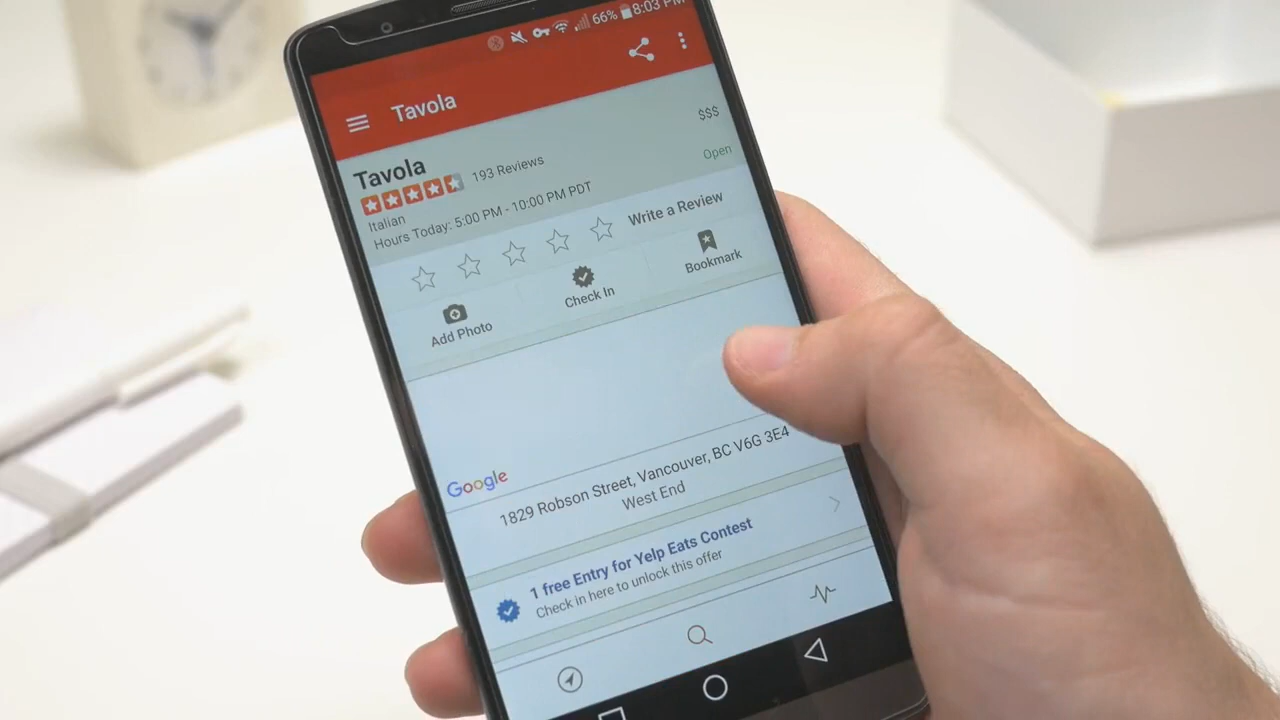 66% 8:03 PM
Tavola
Tavola
$$$
193 Reviews
Open
Italian
Hours Today: 5:00 PM - 10:00 PM PDT
Write a Review
Add Photo
Check In
Bookmark
Google
1829 Robson Street, Vancouver, BC V6G 3E4
West End
1 free Entry for Yelp Eats Contest
Check in here to unlock this offer